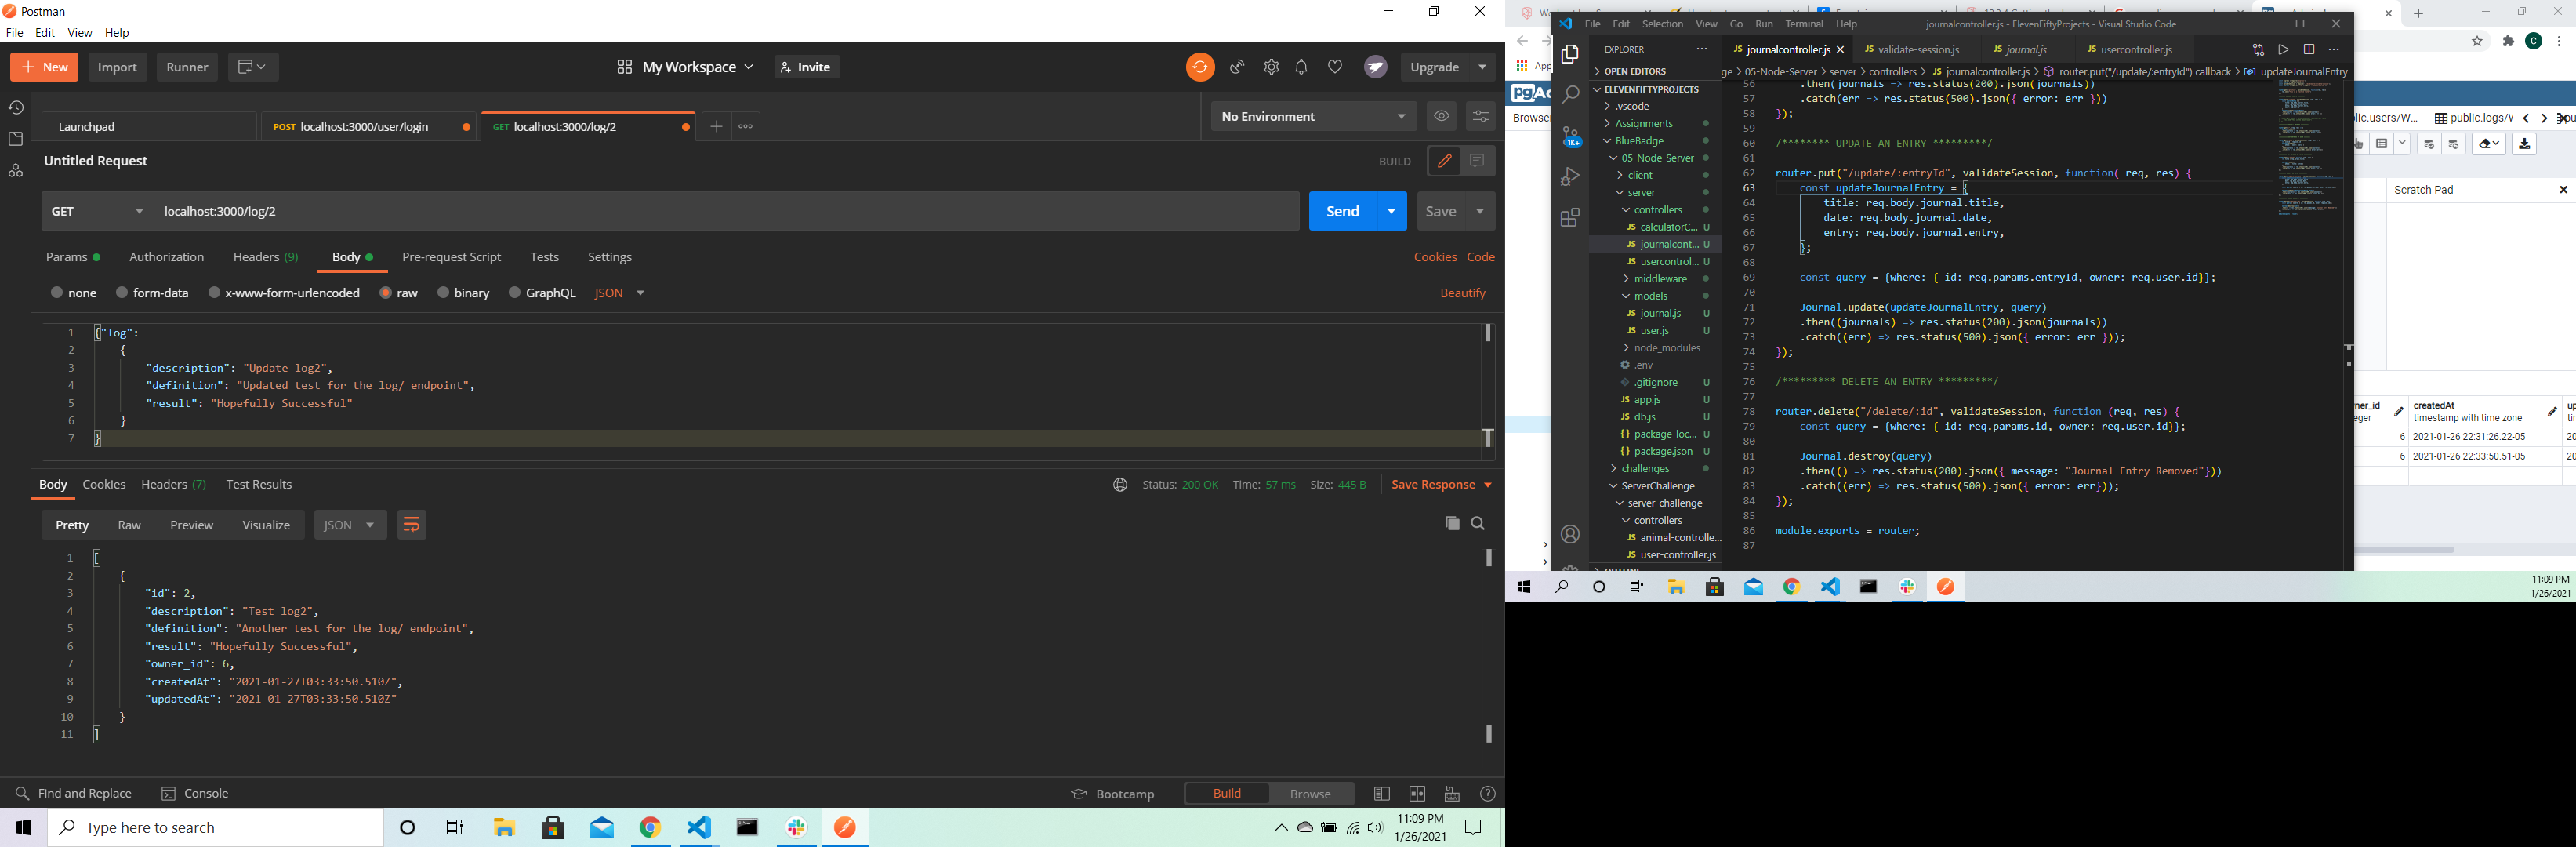 Postman
File Edit View Help
New Import Runner My Workspace Invite Upgrade
Launchpad POST localhost:3000/user/login GET localhost:3000/log/2 No Environment
Untitled Request BUILD
GET localhost:3000/log/2 Send Save
Params Authorization Headers (9) Body Pre-request Script Tests Settings Cookies Code
none form-data x-www-form-urlencoded raw binary GraphQL JSON Beautify
1 {"log":
2 {
3 "description": "Update log2",
4 "definition": "Updated test for the log/ endpoint",
5 "result": "Hopefully Successful"
6 }
7 }
Body Cookies Headers (7) Test Results Status: 200 OK Time: 57 ms Size: 445 B Save Response
Pretty Raw Preview Visualize JSON
1 [
2 {
3 "id": 2,
4 "description": "Test log2",
5 "definition": "Another test for the log/ endpoint",
6 "result": "Hopefully Successful",
7 "owner_id": 6,
8 "createdAt": "2021-01-27T03:33:50.510Z",
9 "updatedAt": "2021-01-27T03:33:50.510Z"
10 }
11 ]
Find and Replace Console Bootcamp Build Browse
Type here to search 11:09 PM
1/26/2021
File Edit Selection View Go Run Terminal Help journalcontroller.js - ElevenFiftyProjects - Visual Studio Code
EXPLORER
OPEN EDITORS
ELEVENFIFTYPROJECTS
.vscode
Assignments
BlueBadge
05-Node-Server
client
server
controllers
JS calculatorC... U
JS journalcont... U
JS usercontrol... U
middleware
models
JS journal.js U
JS user.js U
node_modules
.env
.gitignore U
JS app.js U
JS db.js U
{} package-loc... U
{} package.json U
challenges
ServerChallenge
server-challenge
controllers
JS animal-controlle...
JS user-controller.js
OUTLINE
1K+
JS journalcontroller.js JS validate-session.js JS journal.js JS usercontroller.js
ge > 05-Node-Server > server > controllers > JS journalcontroller.js > router.put("/update/:entryId") callback > updateJournalEntry
56 .then(journals => res.status(200).json(journals))
57 .catch(err => res.status(500).json({ error: err }))
58 });
59
60 /******** UPDATE AN ENTRY *********/
61
62 router.put("/update/:entryId", validateSession, function( req, res) {
63 const updateJournalEntry = {
64 title: req.body.journal.title,
65 date: req.body.journal.date,
66 entry: req.body.journal.entry,
67 };
68
69 const query = {where: { id: req.params.entryId, owner: req.user.id}};
70
71 Journal.update(updateJournalEntry, query)
72 .then((journals) => res.status(200).json(journals))
73 .catch((err) => res.status(500).json({ error: err }));
74 });
75
76 /********* DELETE AN ENTRY *********/
77
78 router.delete("/delete/:id", validateSession, function (req, res) {
79 const query = {where: { id: req.params.id, owner: req.user.id}};
80
81 Journal.destroy(query)
82 .then(() => res.status(200).json({ message: "Journal Entry Removed"}))
83 .catch((err) => res.status(500).json({ error: err}));
84 });
85
86 module.exports = router;
87
App
pgAd
Browser
C
lic.users/W... public.logs/V
Scratch Pad
ner_id createdAt up
eger timestamp with time zone
6 2021-01-26 22:31:26.22-05 20
6 2021-01-26 22:33:50.51-05 20
11:09 PM
1/26/2021